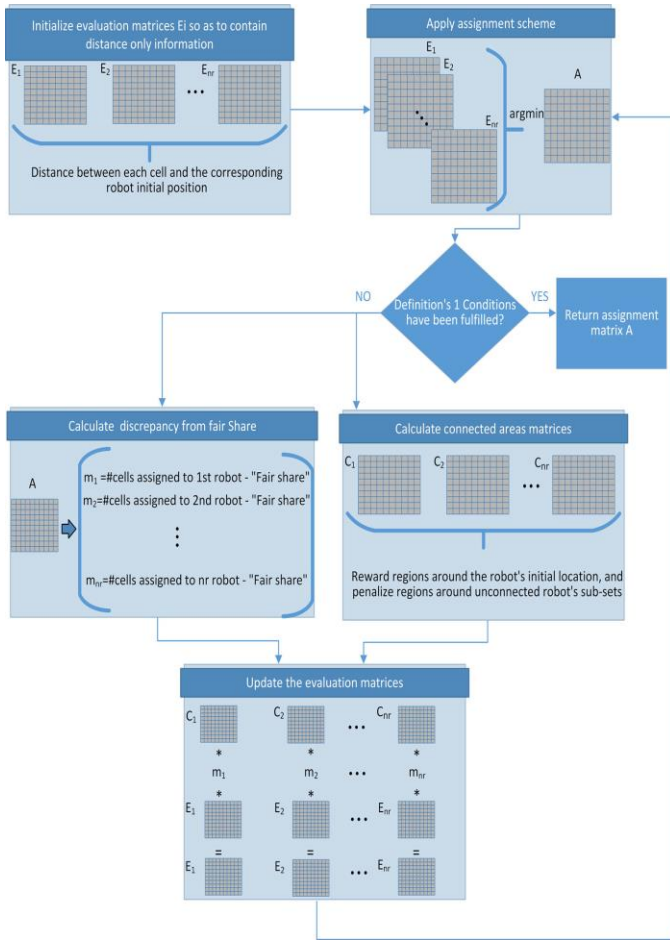 Initialize evaluation matrices Ei so as to contain
distance only information
E1 E2 ••• Enr
Distance between each cell and the corresponding
robot initial position
Apply assignment scheme
E1
E2
Enr
argmin
A
Definition's 1 Conditions
have been fulfilled?
NO
YES
Return assignment
matrix A
Calculate discrepancy from fair Share
A
m1 =#cells assigned to 1st robot - "Fair share"
m2=#cells assigned to 2nd robot - "Fair share"
mnr=#cells assigned to nr robot - "Fair share"
Calculate connected areas matrices
C1 C2 ••• Cnr
Reward regions around the robot's initial location, and
penalize regions around unconnected robot's sub-sets
Update the evaluation matrices
C1 C2 ••• Cnr
* * *
m1 m2 ••• mnr
* * *
E1 E2 ••• Enr
= = =
E1 E2 ••• Enr